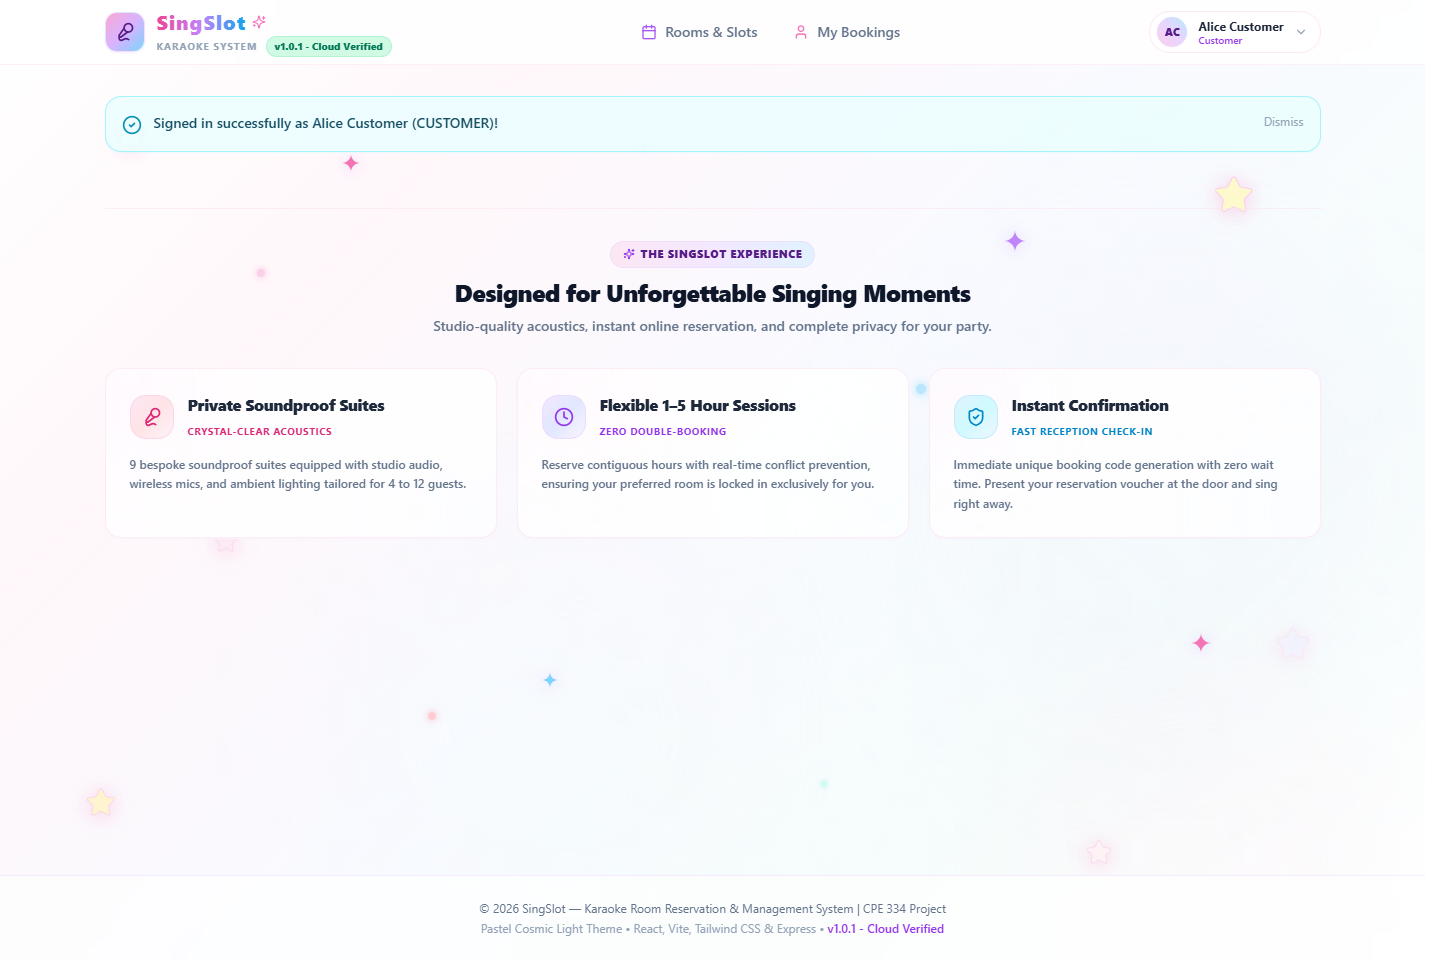 SingSlot
KARAOKE SYSTEM v1.0.1 - Cloud Verified
Rooms & Slots
My Bookings
AC
Alice Customer
Customer
Signed in successfully as Alice Customer (CUSTOMER)!
Dismiss
THE SINGSLOT EXPERIENCE
Designed for Unforgettable Singing Moments
Studio-quality acoustics, instant online reservation, and complete privacy for your party.
Private Soundproof Suites
CRYSTAL-CLEAR ACOUSTICS
9 bespoke soundproof suites equipped with studio audio,
wireless mics, and ambient lighting tailored for 4 to 12 guests.
Flexible 1–5 Hour Sessions
ZERO DOUBLE-BOOKING
Reserve contiguous hours with real-time conflict prevention,
ensuring your preferred room is locked in exclusively for you.
Instant Confirmation
FAST RECEPTION CHECK-IN
Immediate unique booking code generation with zero wait
time. Present your reservation voucher at the door and sing
right away.
© 2026 SingSlot — Karaoke Room Reservation & Management System | CPE 334 Project
Pastel Cosmic Light Theme • React, Vite, Tailwind CSS & Express • v1.0.1 - Cloud Verified